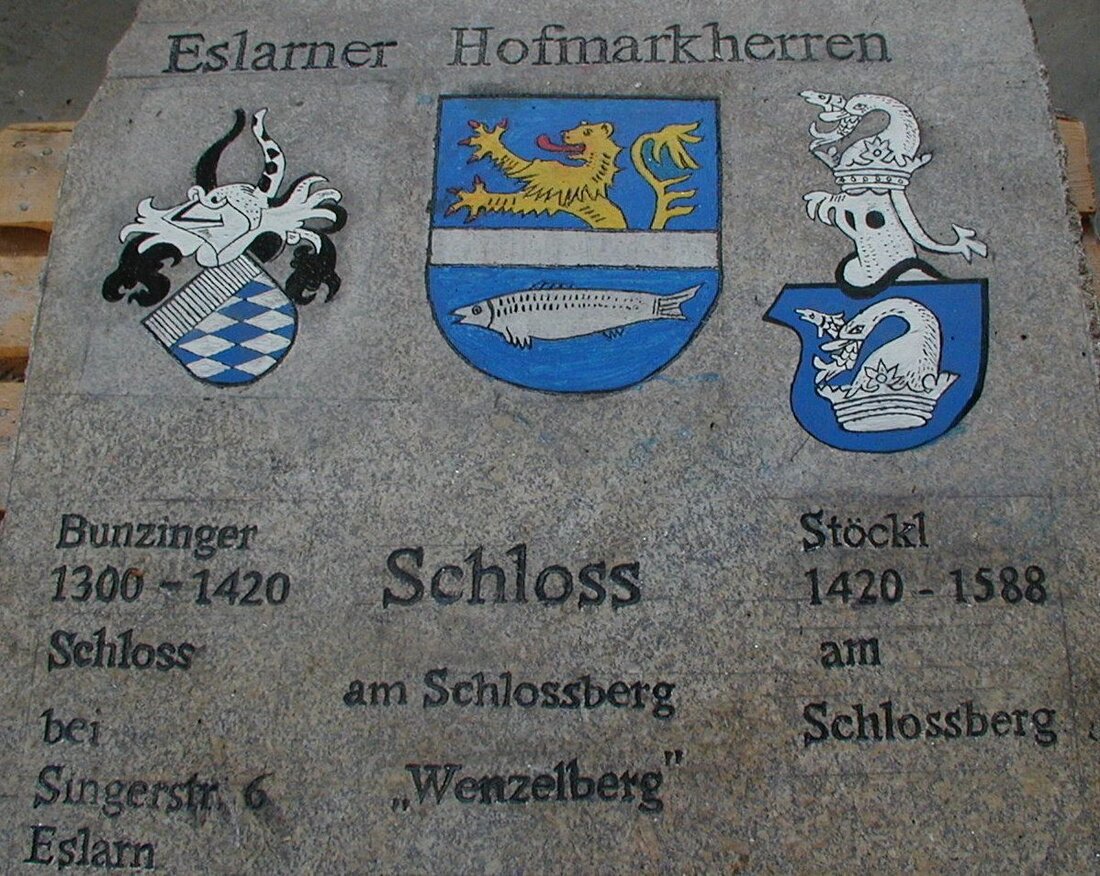 Eslarner Hofmarkherren
Bunzinger
1300 - 1420
Schloss
bei
Singerstr. 6
Eslarn
Schloss
am Schlossberg
„Wenzelberg"
Stöckl
1420 - 1588
am
Schlossberg